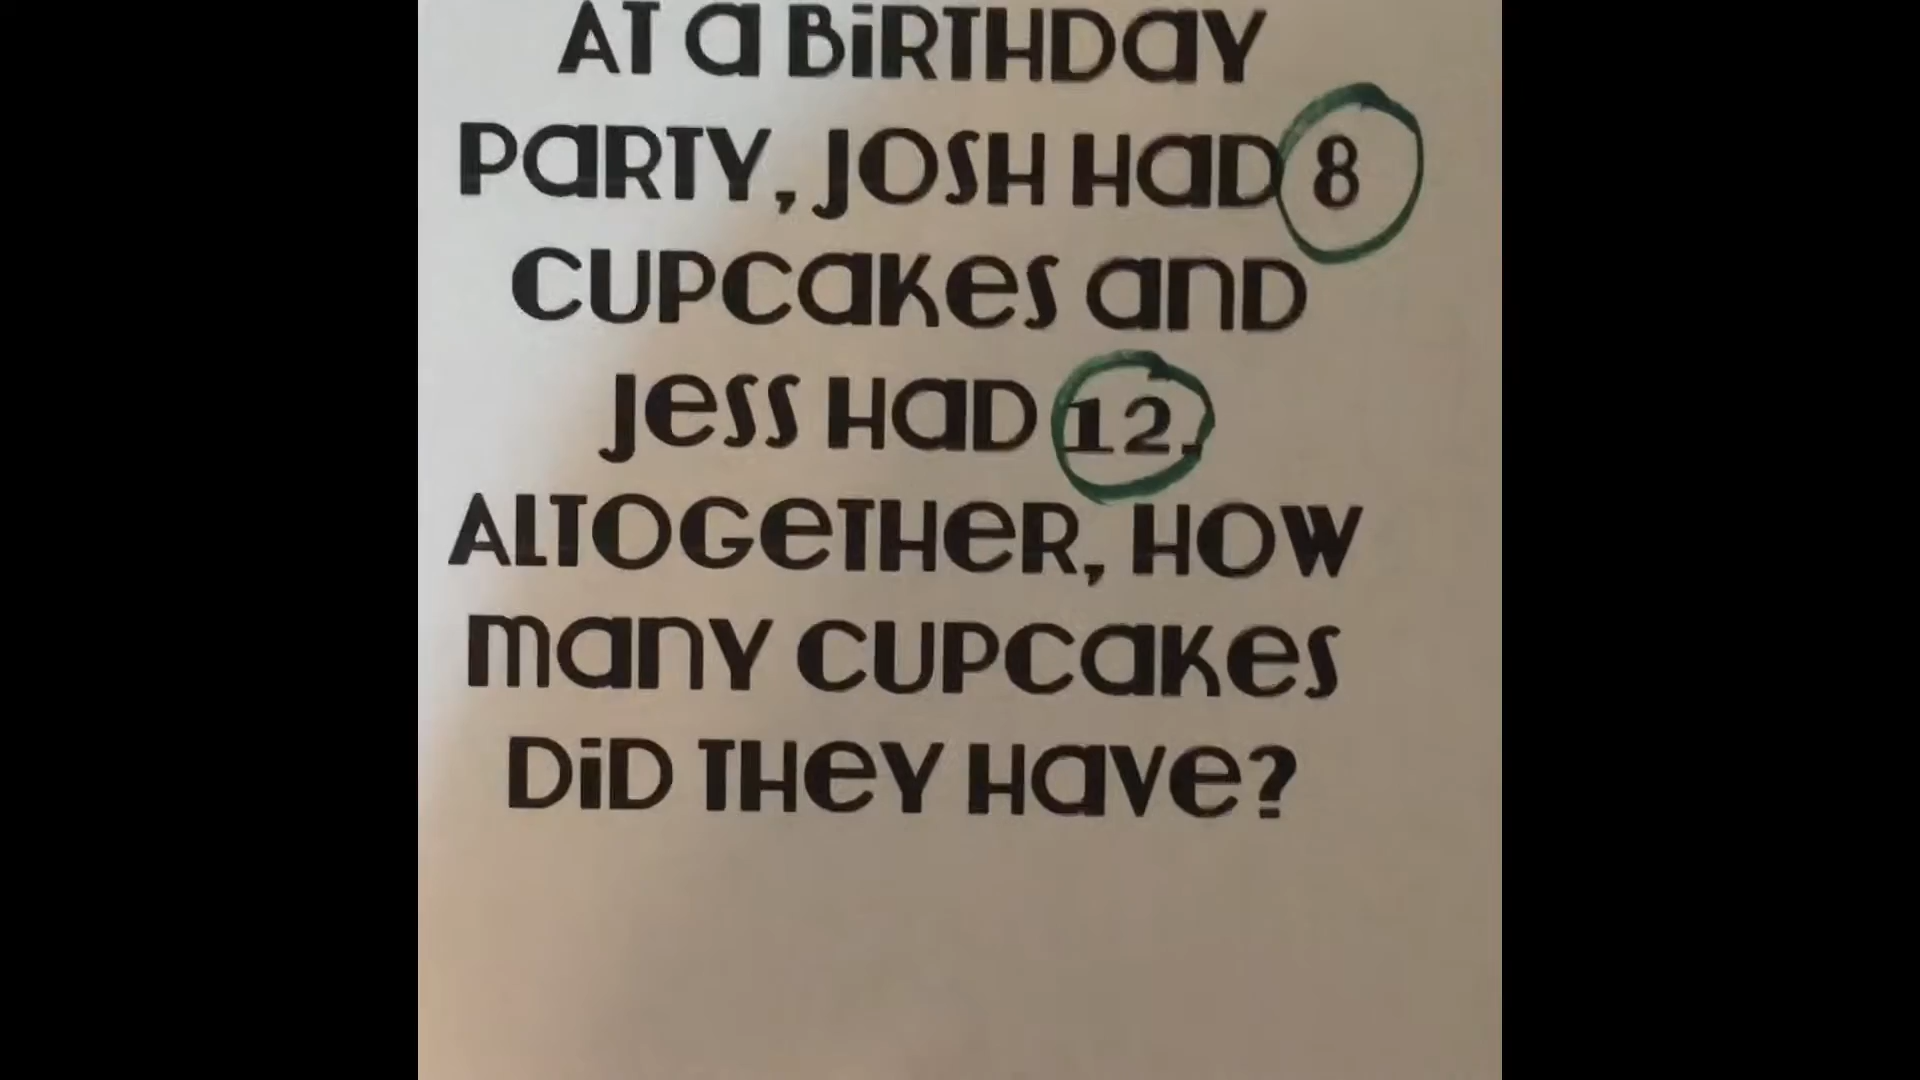 AT a BiRTHDaY
PaRTY, JOSH HaD 8
CUPCaKes anD
Jess HaD 12.
ALTOGeTHeR, HOW
manY CUPCaKes
DiD THeY Have?